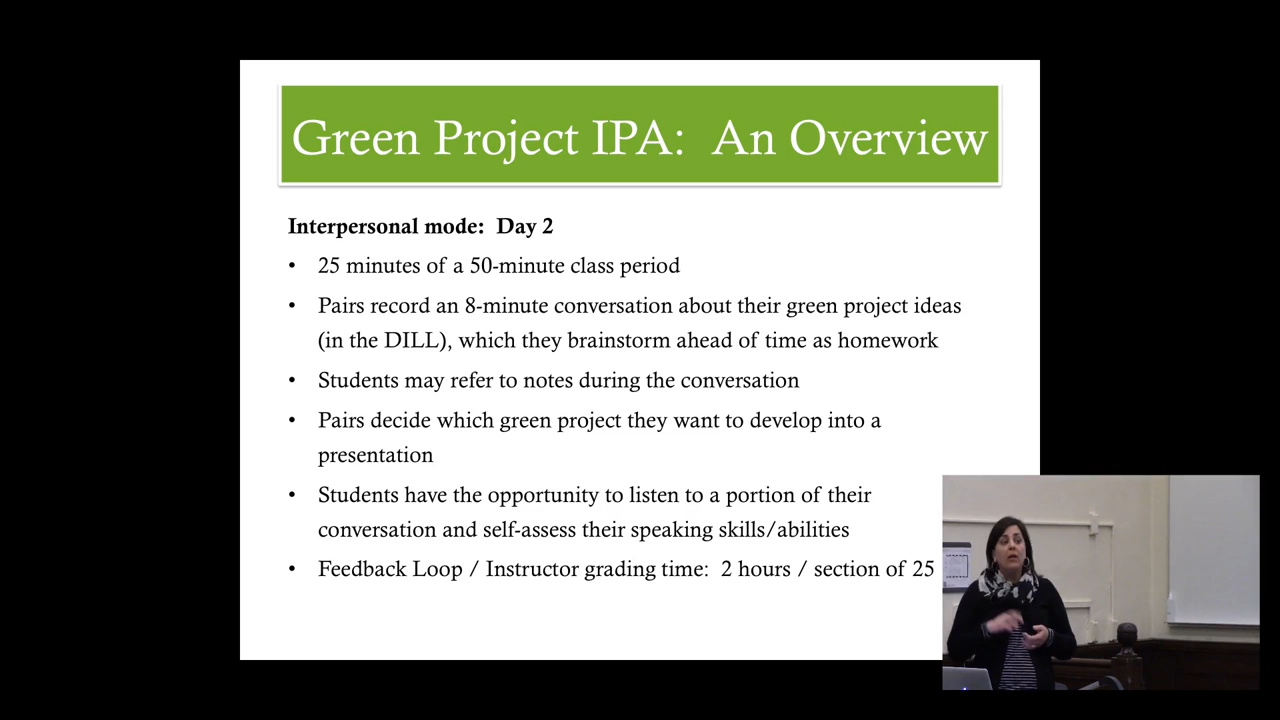 Green Project IPA: An Overview
Interpersonal mode: Day 2
• 25 minutes of a 50-minute class period
• Pairs record an 8-minute conversation about their green project ideas
(in the DILL), which they brainstorm ahead of time as homework
• Students may refer to notes during the conversation
• Pairs decide which green project they want to develop into a
presentation
• Students have the opportunity to listen to a portion of their
conversation and self-assess their speaking skills/abilities
• Feedback Loop / Instructor grading time: 2 hours / section of 25